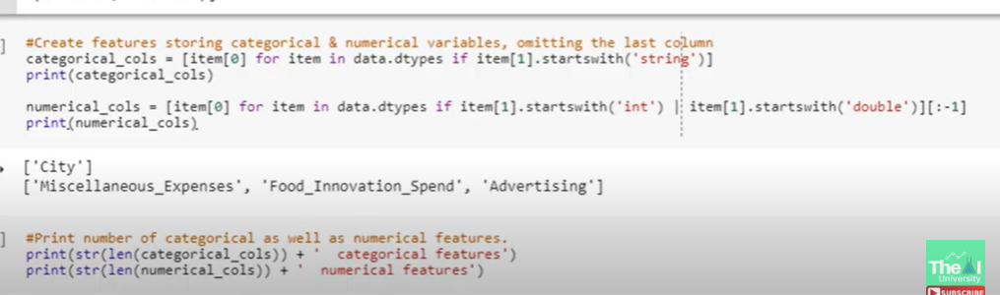 #Create features storing categorical & numerical variables, omitting the last column
categorical_cols = [item[0] for item in data.dtypes if item[1].startswith('string')]
print(categorical_cols)
numerical_cols = [item[0] for item in data.dtypes if item[1].startswith('int') | item[1].startswith('double')][:-1]
print(numerical_cols)
['City']
['Miscellaneous_Expenses', 'Food_Innovation_Spend', 'Advertising']
#Print number of categorical as well as numerical features.
print(str(len(categorical_cols)) + '  categorical features')
print(str(len(numerical_cols)) + '  numerical features')
The AI
University
SUBSCRIBE